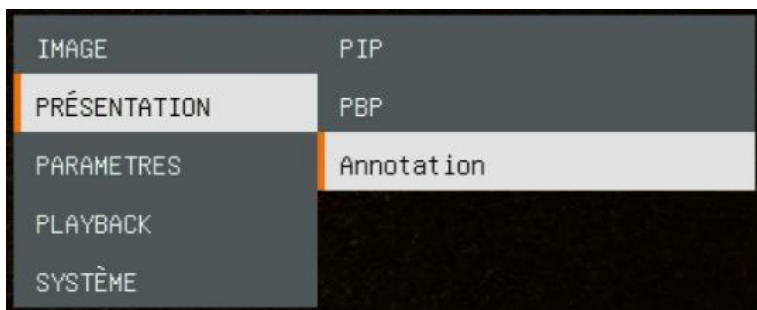 IMAGE
PRÉSENTATION
PARAMETRES
PLAYBACK
SYSTÈME
PIP
PBP
Annotation